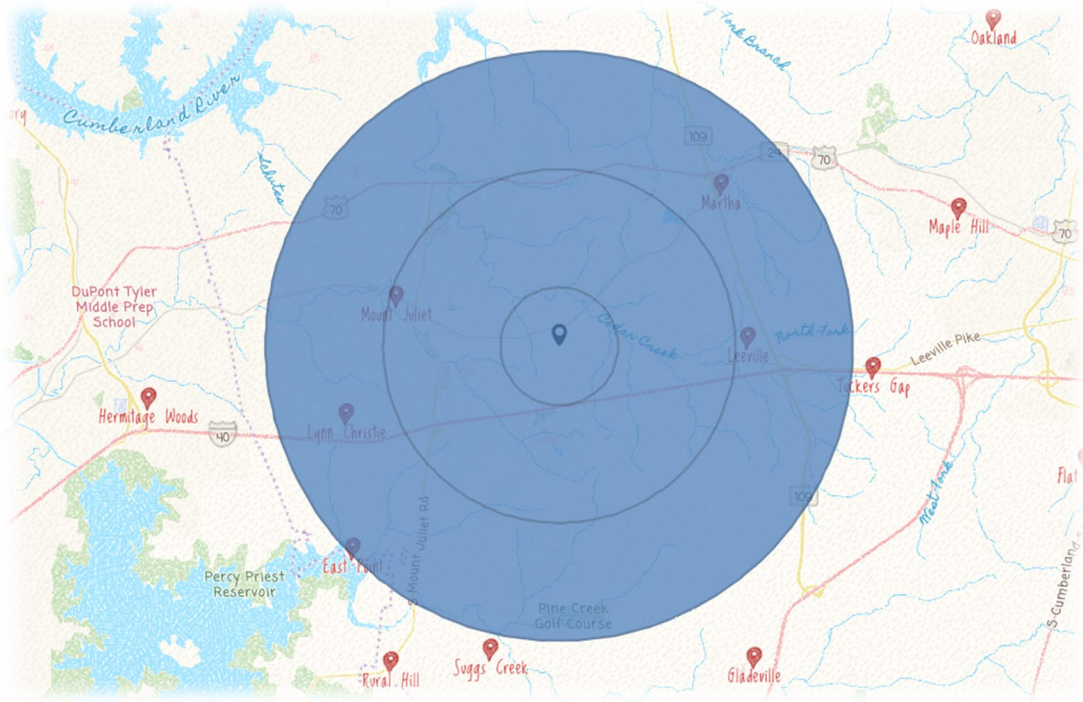 Fork Branch
Oakland
Cumberland River
ory
109
24
70
70
Martha
Maple Hill
70
70
DuPont Tyler
Middle Prep
School
Mount Juliet
Cedar Creek
North Fork
Leeville
Leeville Pike
Tuckers Gap
Hermitage Woods
40
Lynn Christie
109
West Fork
Flat
S Mount Juliet Rd
East Point
Percy Priest
Reservoir
S Cumberland
Pine Creek
Golf Course
Suggs Creek
Rural Hill
Gladeville